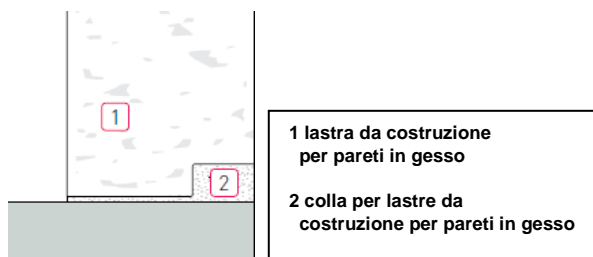 1
2
1 lastra da costruzione
per pareti in gesso
2 colla per lastre da
costruzione per pareti in gesso